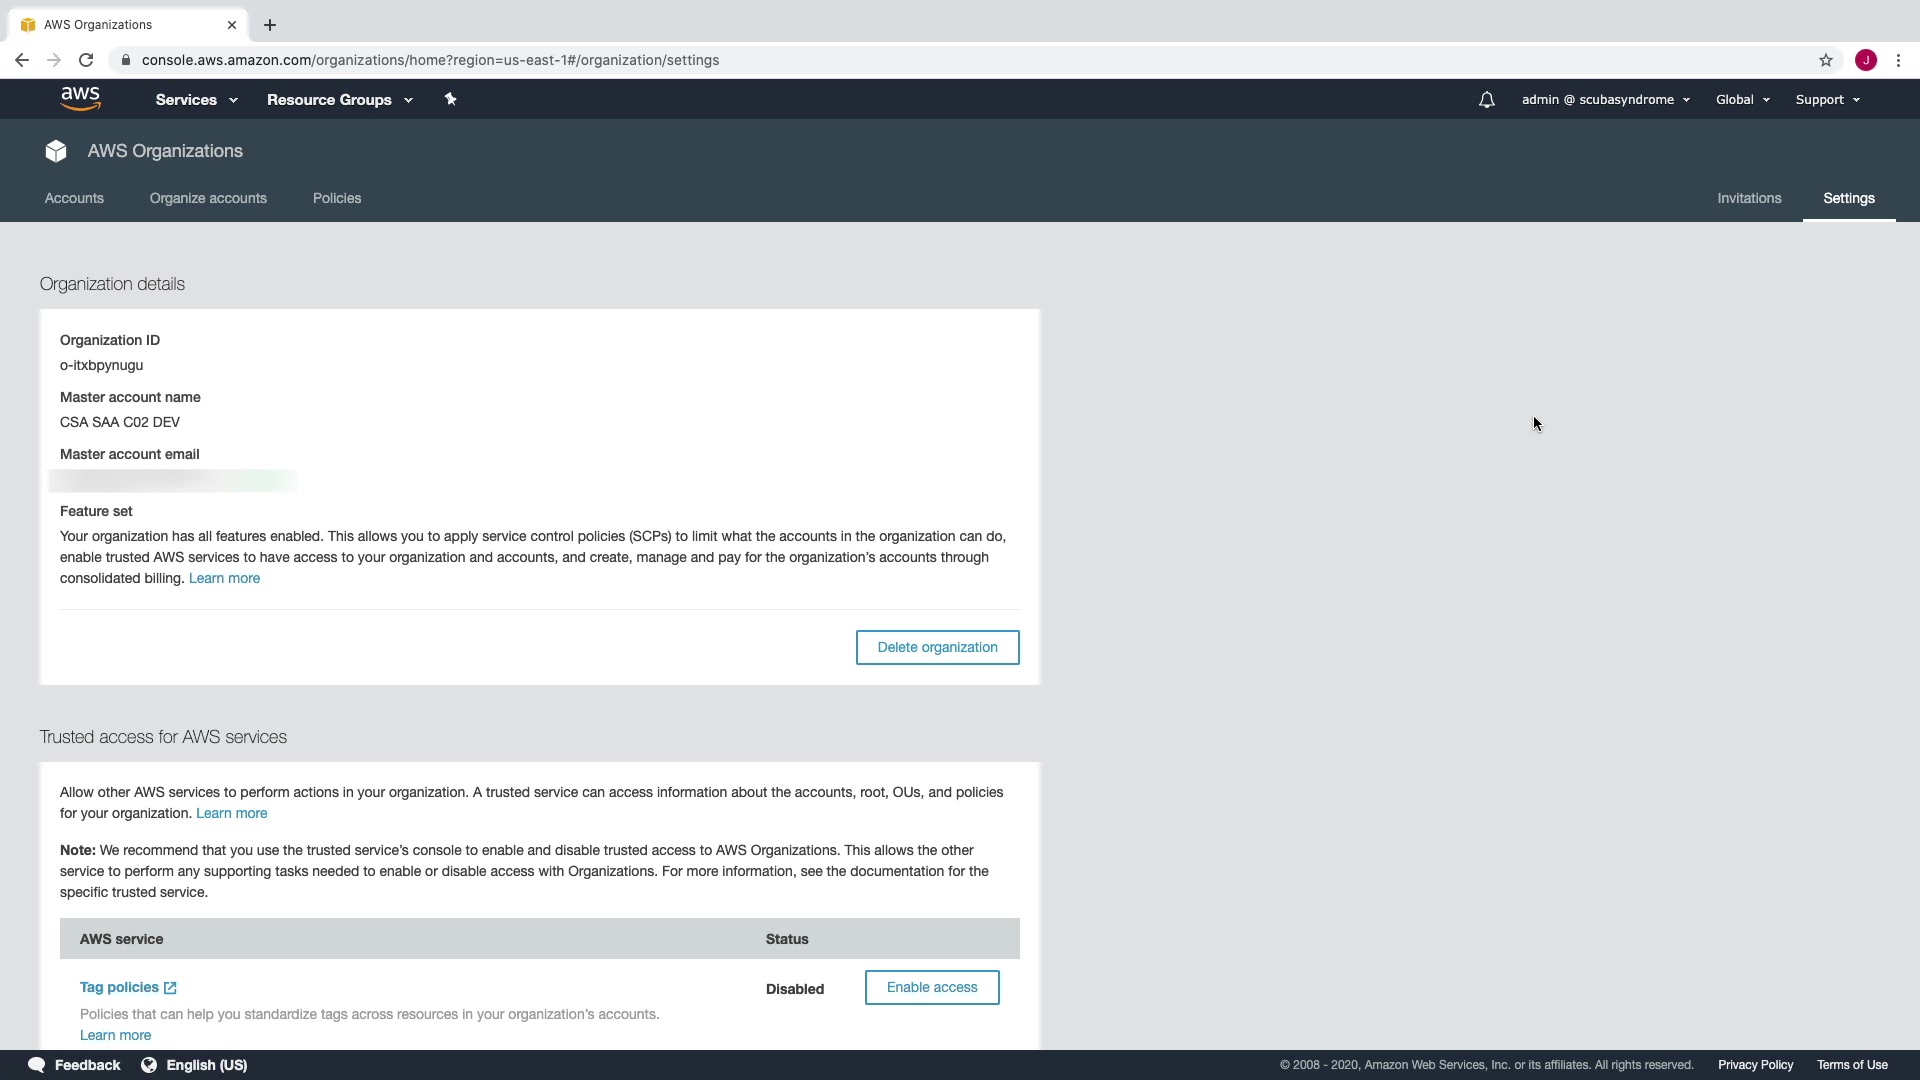 AWS Organizations
console.aws.amazon.com/organizations/home?region=us-east-1#/organization/settings
J
aws
Services
Resource Groups
admin @ scubasyndrome
Global
Support
AWS Organizations
Accounts
Organize accounts
Policies
Invitations
Settings
Organization details
Organization ID
o-itxbpynugu
Master account name
CSA SAA C02 DEV
Master account email
Feature set
Your organization has all features enabled. This allows you to apply service control policies (SCPs) to limit what the accounts in the organization can do,
enable trusted AWS services to have access to your organization and accounts, and create, manage and pay for the organization's accounts through
consolidated billing. Learn more
Delete organization
Trusted access for AWS services
Allow other AWS services to perform actions in your organization. A trusted service can access information about the accounts, root, OUs, and policies
for your organization. Learn more
Note: We recommend that you use the trusted service's console to enable and disable trusted access to AWS Organizations. This allows the other
service to perform any supporting tasks needed to enable or disable access with Organizations. For more information, see the documentation for the
specific trusted service.
AWS service
Status
Tag policies
Disabled
Enable access
Policies that can help you standardize tags across resources in your organization's accounts.
Learn more
Feedback
English (US)
© 2008 - 2020, Amazon Web Services, Inc. or its affiliates. All rights reserved.
Privacy Policy
Terms of Use